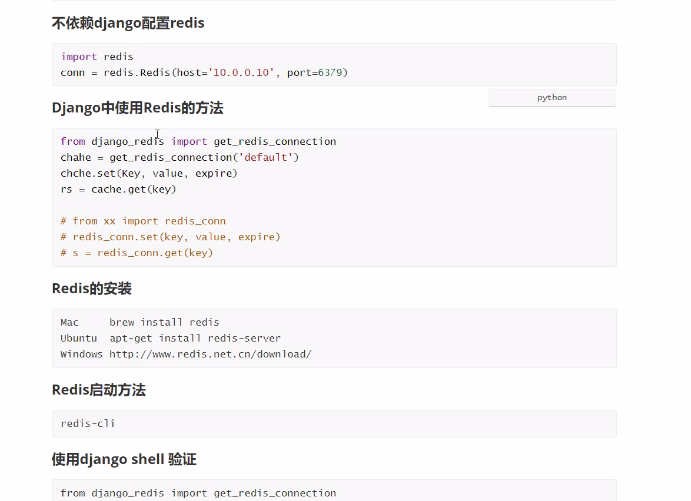 不依赖django配置redis
import redis
conn = redis.Redis(host='10.0.0.10', port=6379)
python
Django中使用Redis的方法
from django_redis import get_redis_connection
chahe = get_redis_connection('default')
chche.set(Key, value, expire)
rs = cache.get(key)
# from xx import redis_conn
# redis_conn.set(key, value, expire)
# s = redis_conn.get(key)
Redis的安装
Mac     brew install redis
Ubuntu  apt-get install redis-server
Windows http://www.redis.net.cn/download/
Redis启动方法
redis-cli
使用django shell 验证
from django_redis import get_redis_connection